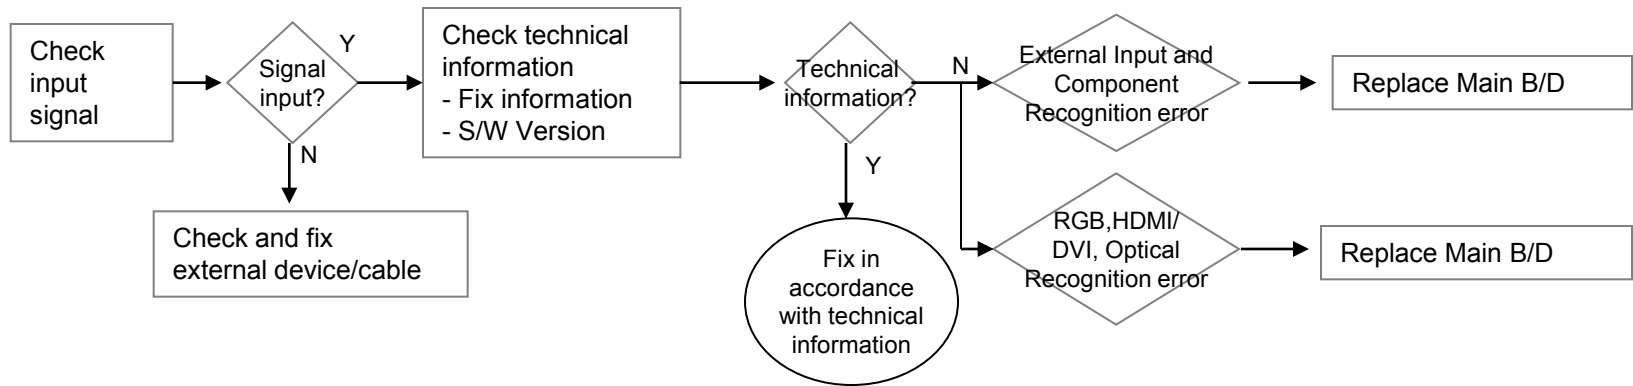 Check
input
signal
Signal
input?
Y
N
Check and fix
external device/cable
Check technical
information
- Fix information
- S/W Version
Technical
information?
N
Y
Fix in
accordance
with technical
information
External Input and
Component
Recognition error
Replace Main B/D
RGB,HDMI/
DVI, Optical
Recognition error
Replace Main B/D